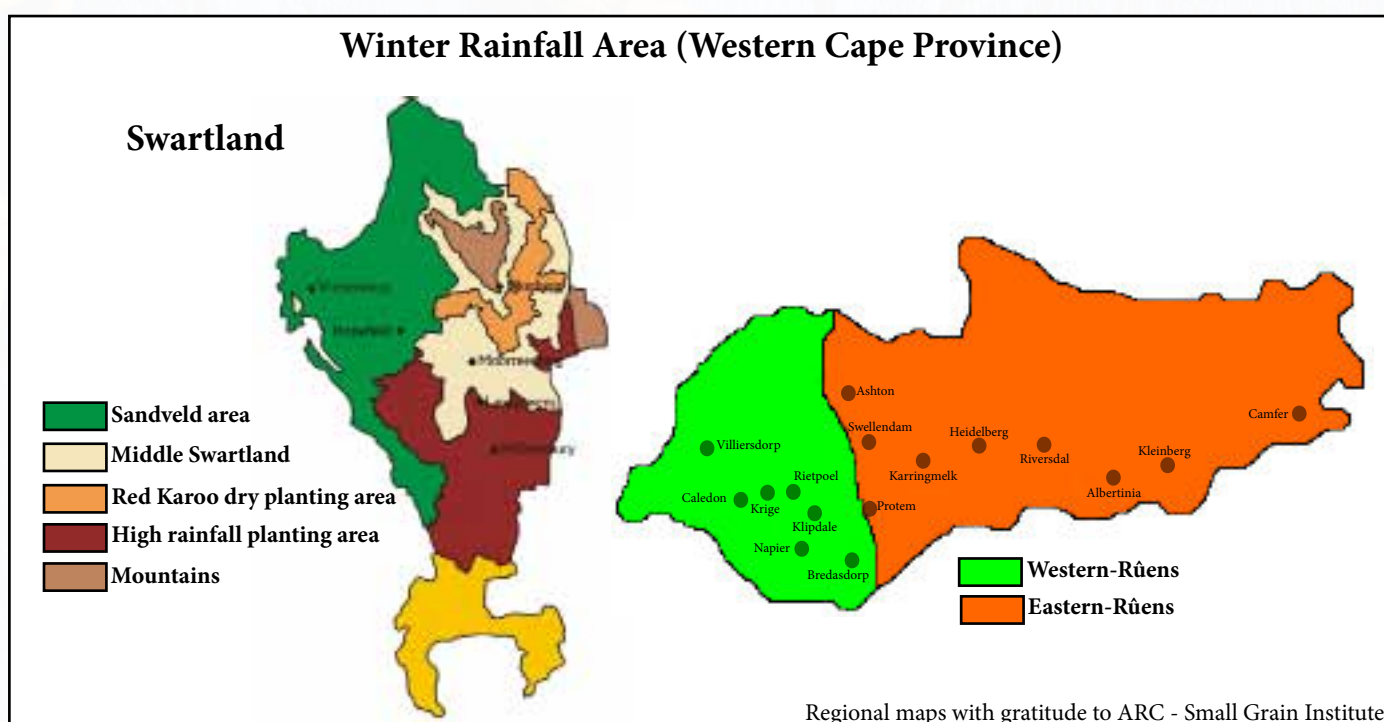 Winter Rainfall Area (Western Cape Province)
Swartland
Sandveld area
Middle Swartland
Red Karoo dry planting area
High rainfall planting area
Mountains
Ashton
Swellendam
Heidelberg
Camfer
Villiersdorp
Karringmelk
Riversdal
Kleinberg
Rietpoel
Albertinia
Caledon
Krige
Protem
Klipdale
Napier
Bredasdorp
Western-Rûens
Eastern-Rûens
Regional maps with gratitude to ARC - Small Grain Institute